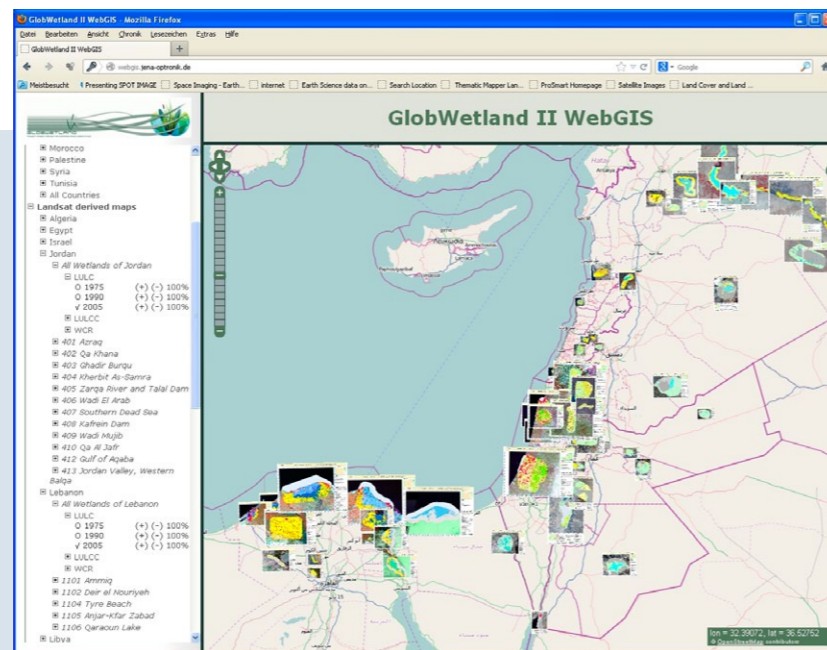 GlobWetland II WebGIS - Mozilla Firefox
Datei Bearbeiten Ansicht Chronik Lesezeichen Extras Hilfe
GlobWetland II WebGIS
webgis.jena-optronik.de
Google
Meistbesucht Presenting SPOT IMAGE Space Imaging - Earth... internet Earth Science data on... Search Location Thematic Mapper Lan... ProSmart Homepage Satellite Images Land Cover and Land ...
GlobWetland II WebGIS
Morocco
Palestine
Syria
Tunisia
All Countries
Landsat derived maps
Algeria
Egypt
Israel
Jordan
All Wetlands of Jordan
LULC
1975 (+) (-) 100%
1990 (+) (-) 100%
√ 2005 (+) (-) 100%
LULCC
WCR
401 Azraq
402 Qa Khana
403 Ghadir Burqu
404 Kherbit As-Samra
405 Zarqa River and Talal Dam
406 Wadi El Arab
407 Southern Dead Sea
408 Kafrein Dam
409 Wadi Mujib
410 Qa Al Jafr
412 Gulf of Aqaba
413 Jordan Valley, Western
Balqa
Lebanon
All Wetlands of Lebanon
LULC
1975 (+) (-) 100%
1990 (+) (-) 100%
√ 2005 (+) (-) 100%
LULCC
WCR
1101 Ammiq
1102 Deir el Nouriyeh
1104 Tyre Beach
1105 Anjar-Kfar Zabad
1106 Qaraoun Lake
Libya
Hatay
lon = 32.39072, lat = 36.52752
© OpenStreetMap contributors